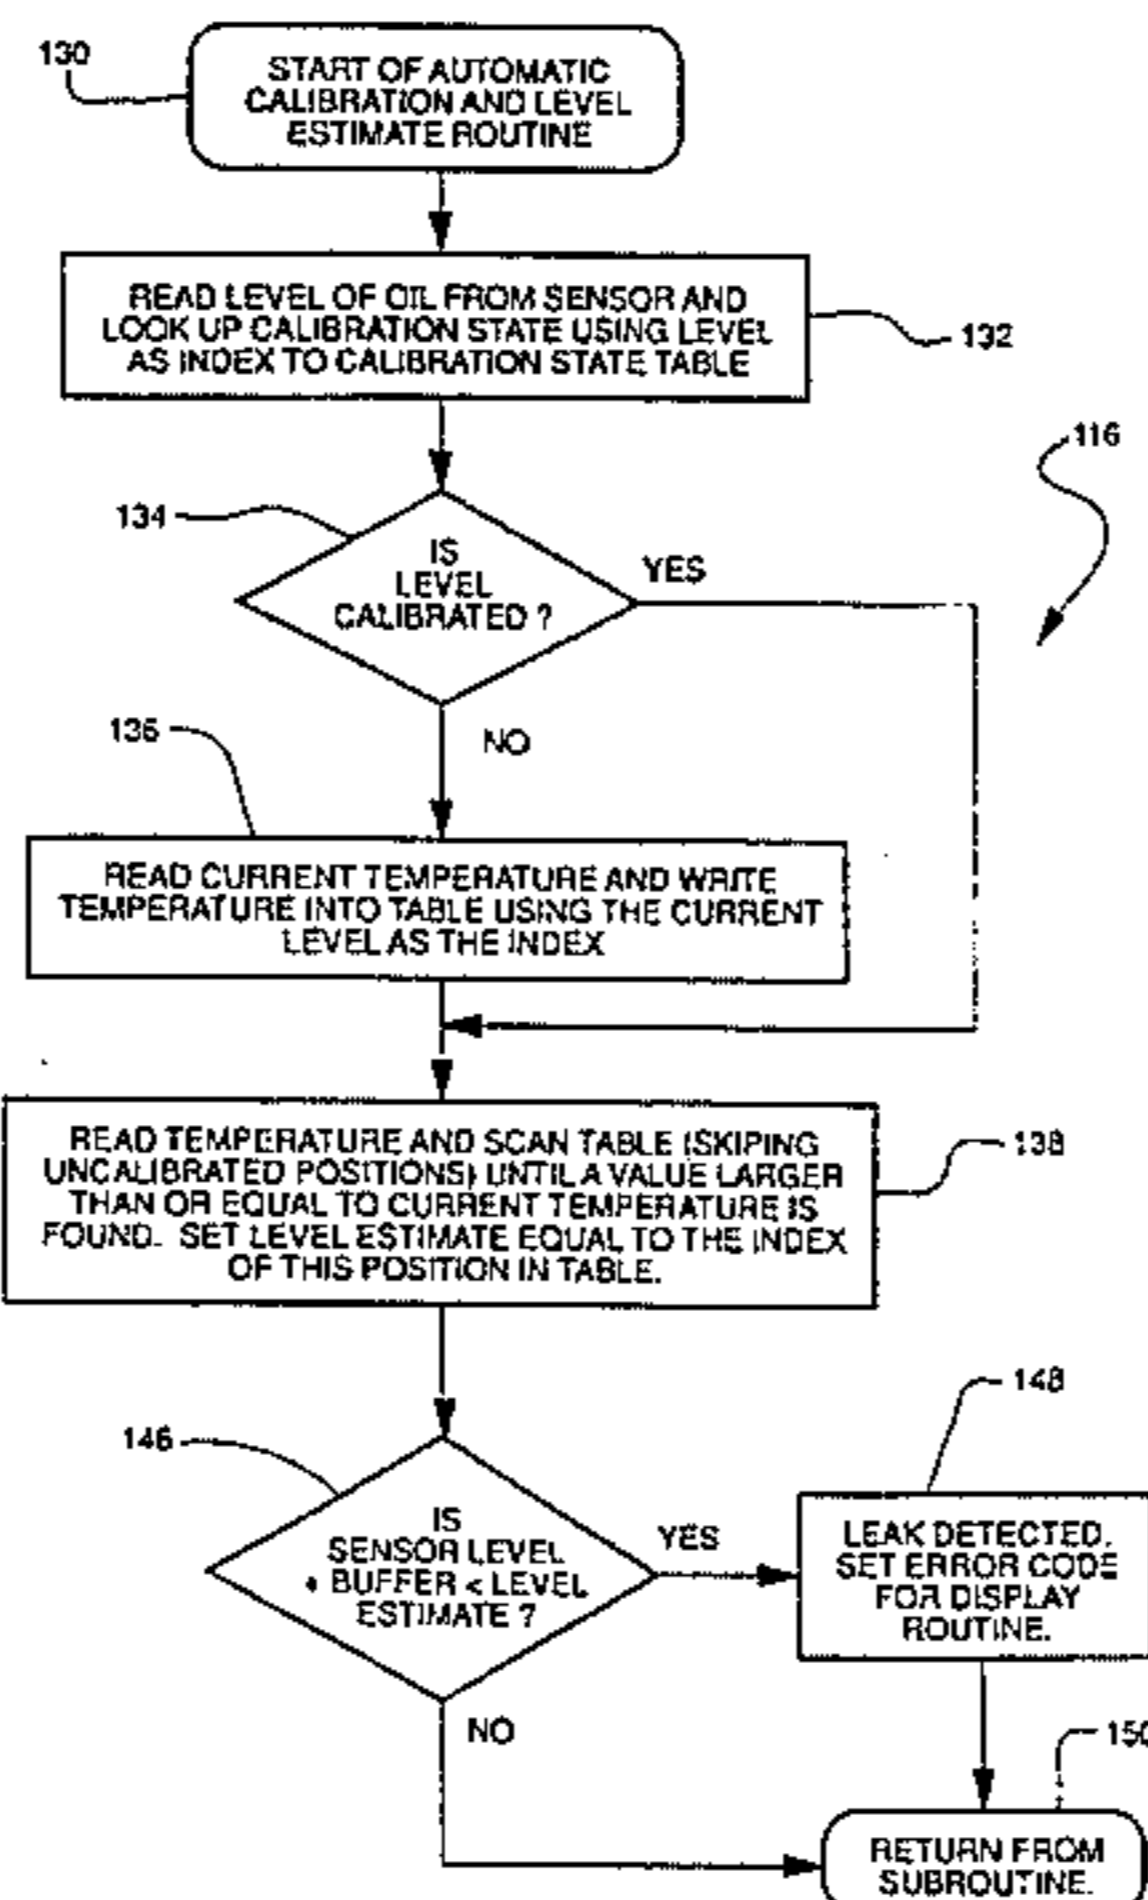 130
START OF AUTOMATIC
CALIBRATION AND LEVEL
ESTIMATE ROUTINE
READ LEVEL OF OIL FROM SENSOR AND
LOOK UP CALIBRATION STATE USING LEVEL
AS INDEX TO CALIBRATION STATE TABLE
132
116
134
IS
LEVEL
CALIBRATED ?
YES
NO
136
READ CURRENT TEMPERATURE AND WRITE
TEMPERATURE INTO TABLE USING THE CURRENT
LEVEL AS THE INDEX
READ TEMPERATURE AND SCAN TABLE (SKIPING
UNCALIBRATED POSITIONS) UNTIL A VALUE LARGER
THAN OR EQUAL TO CURRENT TEMPERATURE IS
FOUND. SET LEVEL ESTIMATE EQUAL TO THE INDEX
OF THIS POSITION IN TABLE.
138
146
IS
SENSOR LEVEL
+ BUFFER < LEVEL
ESTIMATE ?
YES
NO
148
LEAK DETECTED.
SET ERROR CODE
FOR DISPLAY
ROUTINE.
150
RETURN FROM
SUBROUTINE.